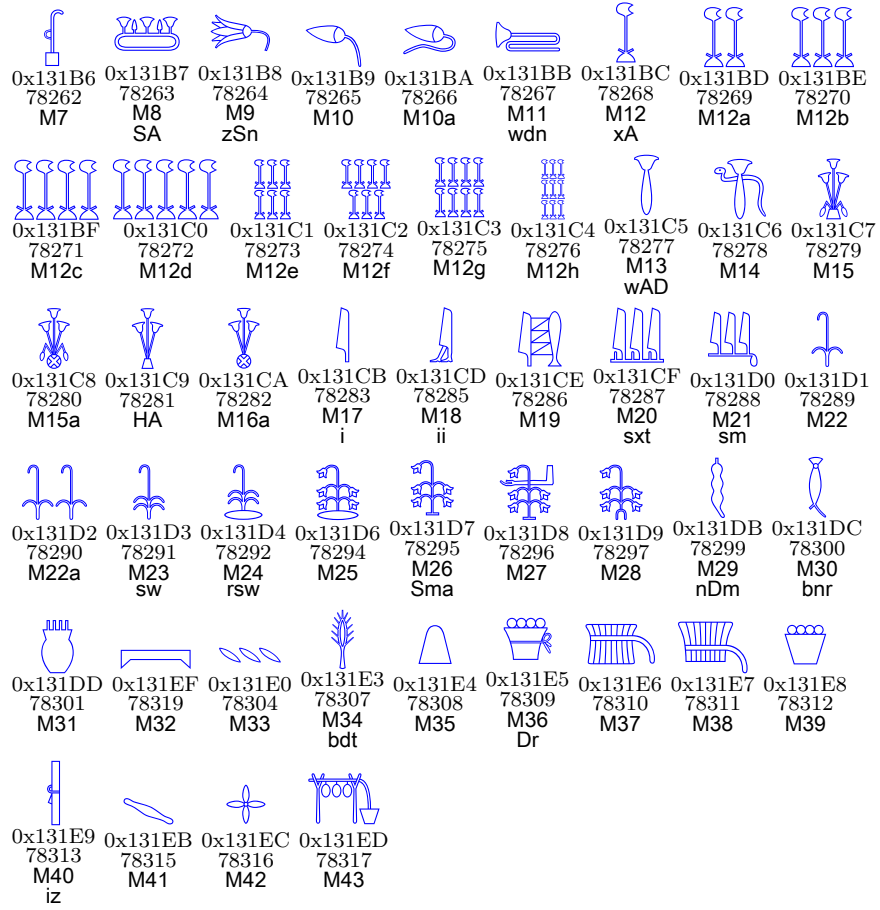 0x131B6 0x131B7 0x131B8 0x131B9 0x131BA 0x131BB 0x131BC 0x131BD 0x131BE
78262 78263 78264 78265 78266 78267 78268 78269 78270
M7 M8 M9 M10 M10a M11 M12 M12a M12b
SA zSn wdn xA
0x131BF 0x131C0 0x131C1 0x131C2 0x131C3 0x131C4 0x131C5 0x131C6 0x131C7
78271 78272 78273 78274 78275 78276 78277 78278 78279
M12c M12d M12e M12f M12g M12h M13 M14 M15
wAD
0x131C8 0x131C9 0x131CA 0x131CB 0x131CD 0x131CE 0x131CF 0x131D0 0x131D1
78280 78281 78282 78283 78285 78286 78287 78288 78289
M15a HA M16a M17 M18 M19 M20 M21 M22
i ii sxt sm
0x131D2 0x131D3 0x131D4 0x131D6 0x131D7 0x131D8 0x131D9 0x131DB 0x131DC
78290 78291 78292 78294 78295 78296 78297 78299 78300
M22a M23 M24 M25 M26 M27 M28 M29 M30
sw rsw Sma nDm bnr
0x131DD 0x131EF 0x131E0 0x131E3 0x131E4 0x131E5 0x131E6 0x131E7 0x131E8
78301 78319 78304 78307 78308 78309 78310 78311 78312
M31 M32 M33 M34 M35 M36 M37 M38 M39
bdt Dr
0x131E9 0x131EB 0x131EC 0x131ED
78313 78315 78316 78317
M40 M41 M42 M43
iz